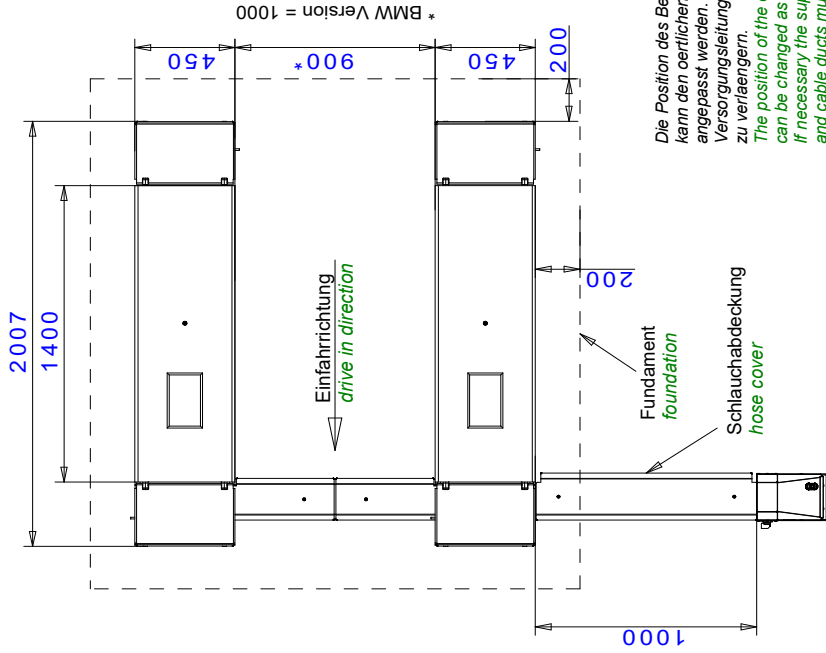 * BMW Version = 1000
2007
1400
450
900*
450
200
200
1000
Einfahrrichtung
drive in direction
Fundament
foundation
Schlauchabdeckung
hose cover
Die Position des Be
kann den oertlichen
angepasst werden.
Versorgungsleitung
zu verlaengern.
The position of the
can be changed as
If necessary the sup
and cable ducts mu